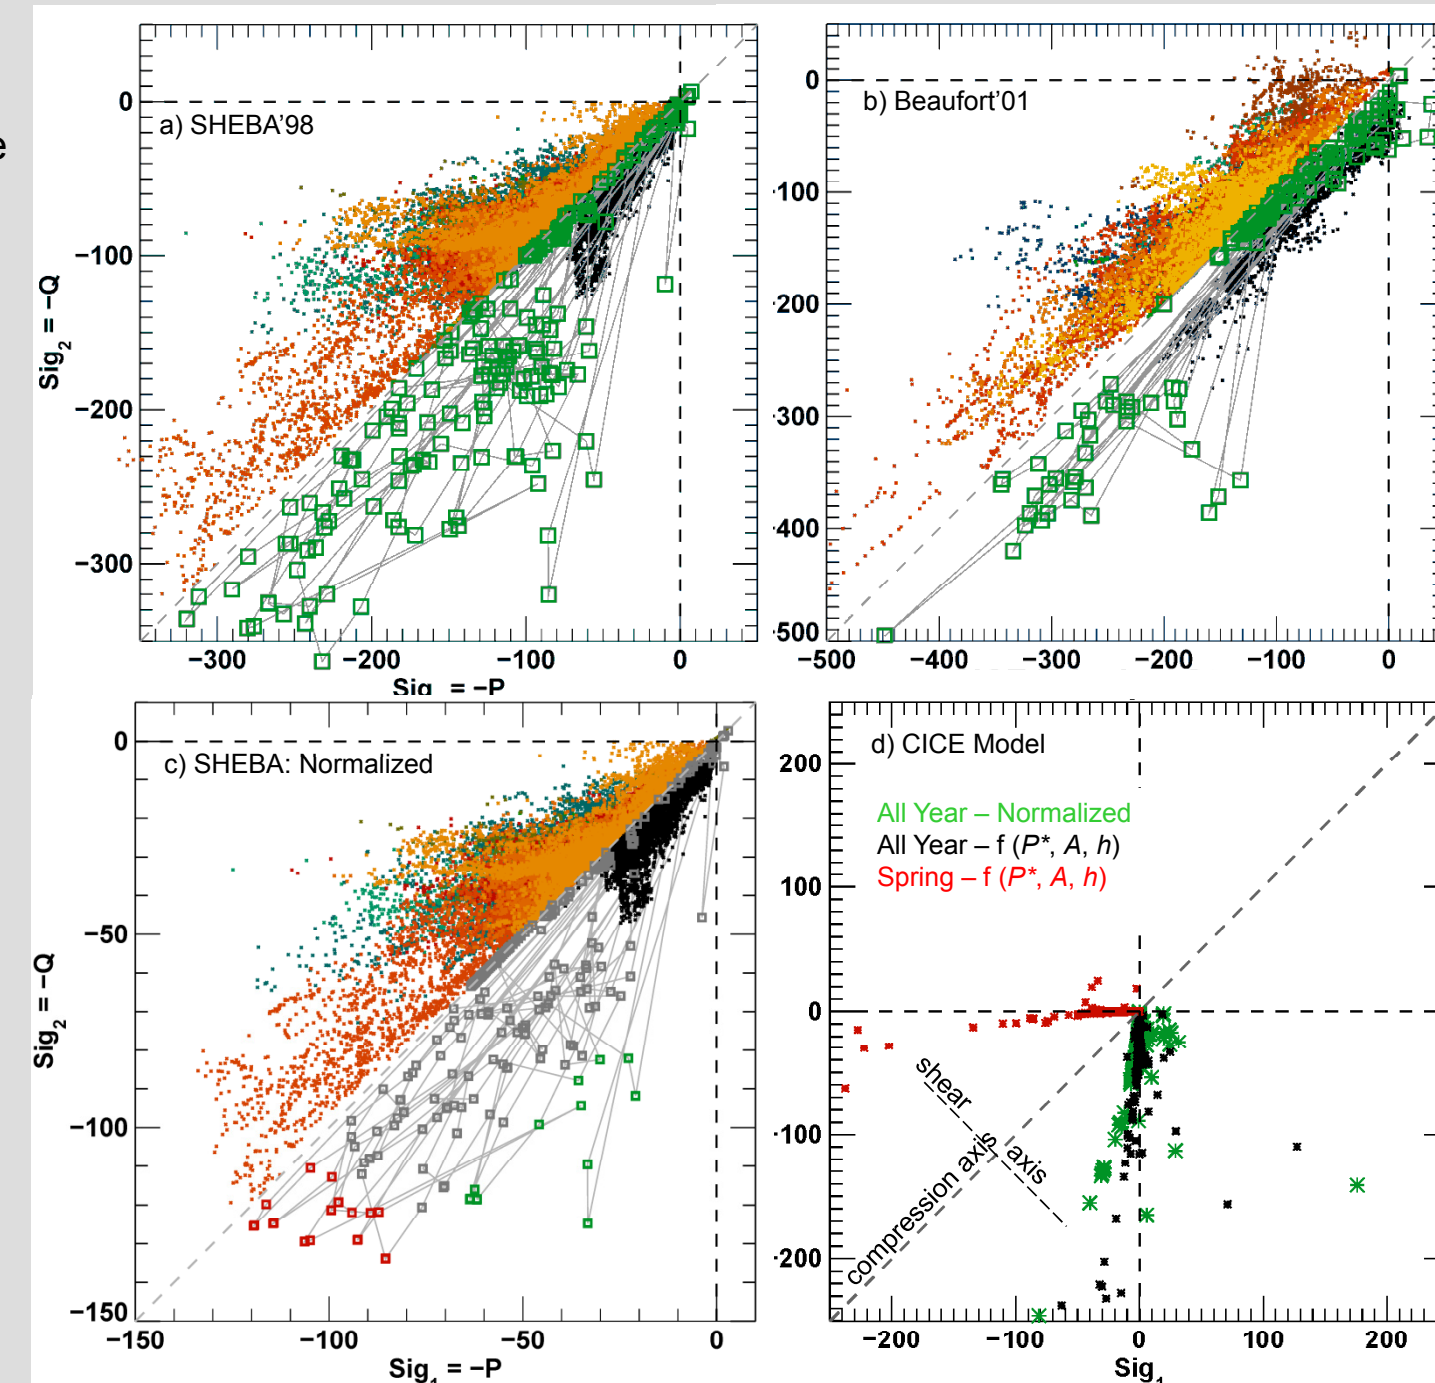 e
a) SHEBA'98
0
−100
−200
−300
Sig2 = −Q
−300
−200
−100
0
Sig = −P
b) Beaufort'01
0
100
200
300
400
500
−500
−400
−300
−200
−100
0
c) SHEBA: Normalized
0
−50
−100
−150
Sig2 = −Q
−150
−100
−50
0
Sig1 = −P
d) CICE Model
200
100
0
-100
-200
All Year – Normalized
All Year – f (P*, A, h)
Spring – f (P*, A, h)
shear axis
compression axis
−200
−100
0
100
200
Sig1